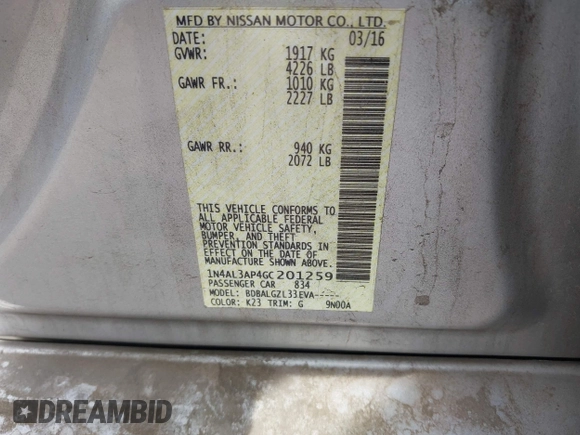 MFD BY NISSAN MOTOR CO., LTD.
DATE: 03/16
GVWR: 1917 KG
4226 LB
GAWR FR.: 1010 KG
2227 LB
GAWR RR.: 940 KG
2072 LB
THIS VEHICLE CONFORMS TO
ALL APPLICABLE FEDERAL
MOTOR VEHICLE SAFETY,
BUMPER, AND THEFT
PREVENTION STANDARDS IN
EFFECT ON THE DATE OF
MANUFACTURE SHOWN ABOVE.
1N4AL3AP4GC201259
PASSENGER CAR 834
MODEL: BDBALGZL33EVA-----
COLOR: K23 TRIM: G 9N00A
DREAMBID